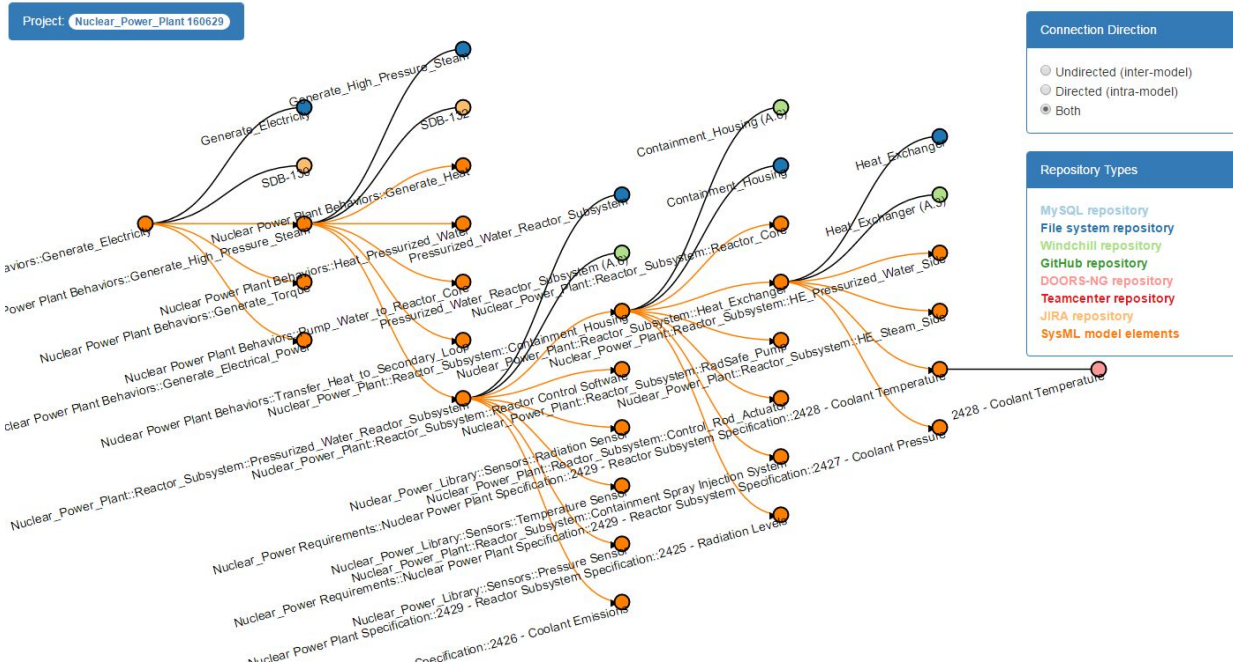 Project: Nuclear_Power_Plant 160629
Connection Direction
Undirected (inter-model)
Directed (intra-model)
Both
Repository Types
MySQL repository
File system repository
Windchill repository
GitHub repository
DOORS-NG repository
Teamcenter repository
JIRA repository
SysML model elements
aviors::Generate_Electricity
Generate_Electricity
SDB-130
Power Plant Behaviors::Generate_High_Pressure_Steam
Nuclear Power Plant Behaviors::Generate_Torque
clear Power Plant Behaviors::Generate_Electrical_Power
Generate_High_Pressure_Steam
SDB-132
Nuclear Power Plant Behaviors::Generate_Heat
Nuclear Power Plant Behaviors::Heat_Pressurized_Water
Nuclear Power Plant Behaviors::Pump_Water_to_Reactor_Core
Nuclear Power Plant Behaviors::Transfer_Heat_to_Secondary_Loop
Nuclear_Power_Plant::Reactor_Subsystem::Pressurized_Water_Reactor_Subsystem
Pressurized_Water_Reactor_Subsystem
Pressurized_Water_Reactor_Subsystem (A.6)
Nuclear_Power_Plant::Reactor_Subsystem::Containment_Housing
Nuclear_Power_Plant::Reactor_Subsystem::Reactor Control Software
Nuclear_Power_Library::Sensors::Radiation Sensor
Nuclear_Power_Library::Sensors::Temperature Sensor
Nuclear_Power_Library::Sensors::Pressure Sensor
Specification::2426 - Coolant Emissions
Containment_Housing (A.6)
Containment_Housing
Nuclear_Power_Plant::Reactor_Subsystem::Reactor_Core
Nuclear_Power_Plant::Reactor_Subsystem::Heat_Exchanger
Nuclear_Power_Plant::Reactor_Subsystem::RadSafe_Pump
Nuclear_Power_Plant::Reactor_Subsystem::Control_Rod_Actuator
Nuclear_Power_Plant::Reactor_Subsystem::Containment Spray Injection System
Nuclear Power Plant Specification::2429 - Reactor Subsystem Specification::2425 - Radiation Levels
Heat_Exchanger
Heat_Exchanger (A.3)
Nuclear_Power_Plant::Reactor_Subsystem::HE_Pressurized_Water_Side
Nuclear_Power_Plant::Reactor_Subsystem::HE_Steam_Side
Nuclear_Power Requirements::Nuclear Power Plant Specification::2429 - Reactor Subsystem Specification::2428 - Coolant Temperature
Nuclear_Power Requirements::Nuclear Power Plant Specification::2429 - Reactor Subsystem Specification::2427 - Coolant Pressure
2428 - Coolant Temperature